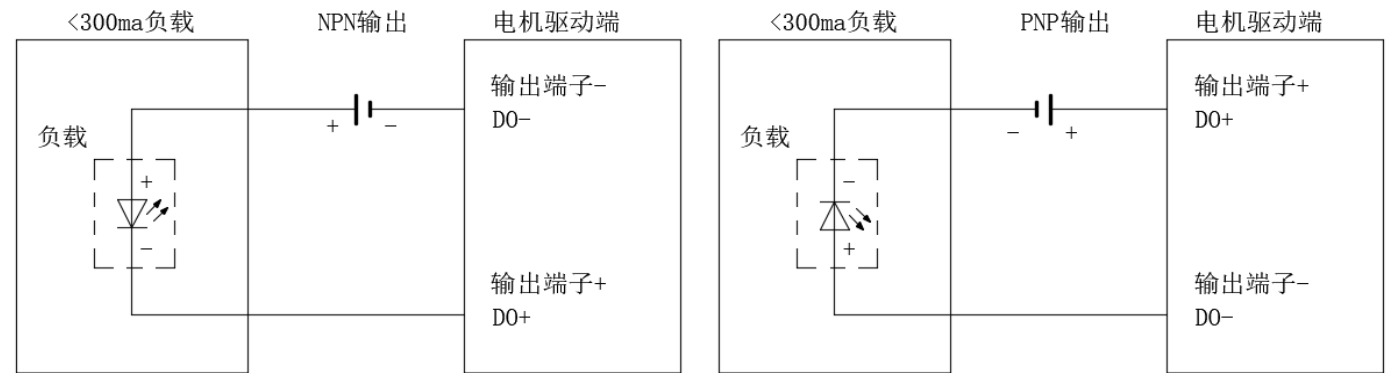 <300ma负载 NPN输出 电机驱动端
输出端子-
DO-
+ -
负载
+
-
输出端子+
DO+
<300ma负载 PNP输出 电机驱动端
输出端子+
DO+
- +
负载
-
+
输出端子-
DO-